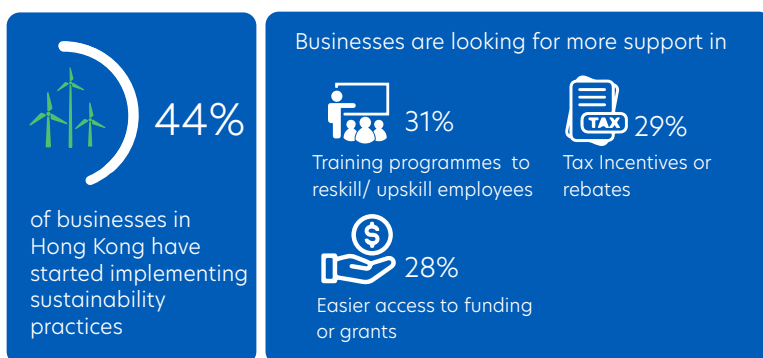 44%
of businesses in
Hong Kong have
started implementing
sustainability
practices
Businesses are looking for more support in
31%
Training programmes to
reskill/ upskill employees
TAX
29%
Tax Incentives or
rebates
$
28%
Easier access to funding
or grants